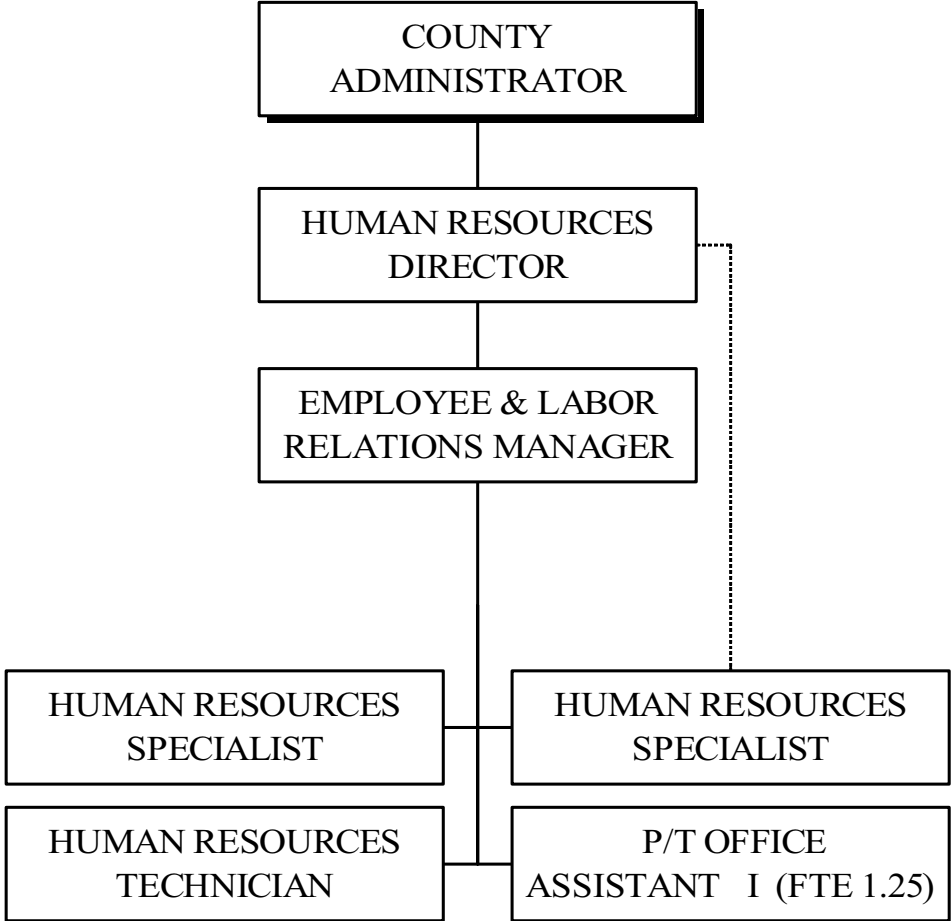 COUNTY
ADMINISTRATOR
HUMAN RESOURCES
DIRECTOR
EMPLOYEE & LABOR
RELATIONS MANAGER
HUMAN RESOURCES
SPECIALIST
HUMAN RESOURCES
SPECIALIST
HUMAN RESOURCES
TECHNICIAN
P/T OFFICE
ASSISTANT I (FTE 1.25)